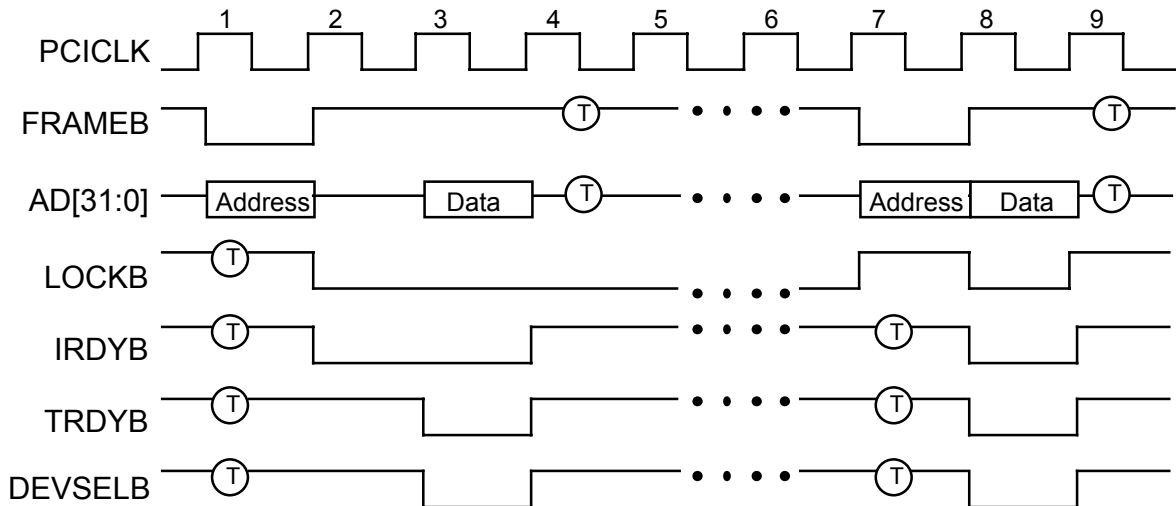 1 2 3 4 5 6 7 8 9
PCICLK
FRAMEB T T
AD[31:0] Address Data T Address Data T
LOCKB T
IRDYB T T
TRDYB T T
DEVSELB T T